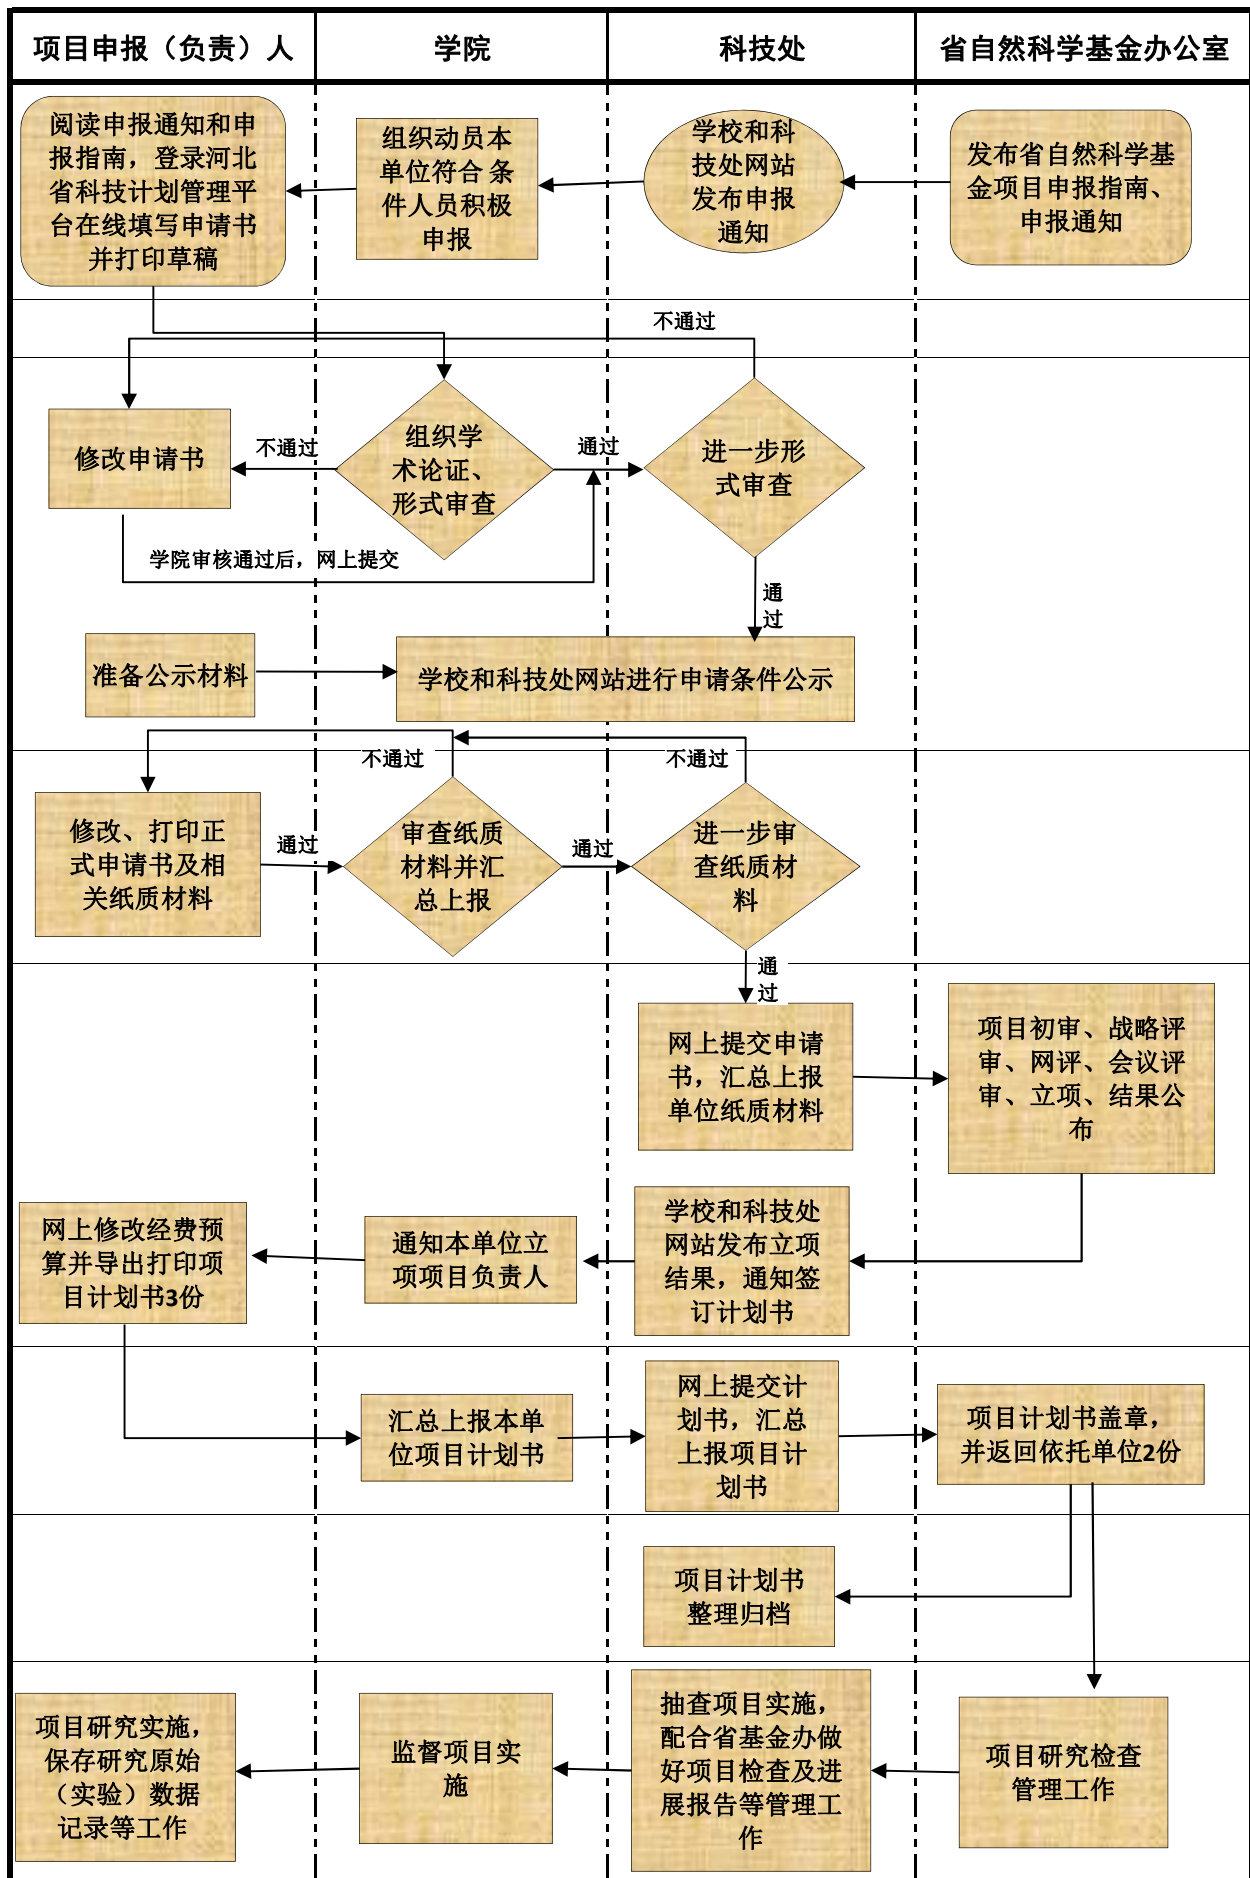 项目申报（负责）人
学院
科技处
省自然科学基金办公室
阅读申报通知和申
报指南，登录河北
省科技计划管理平
台在线填写申请书
并打印草稿
组织动员本
单位符合 条
件人员积极
申报
学校和科
技处网站
发布申报
通知
发布省自然科学基
金项目申报指南、
申报通知
不通过
修改申请书
不通过
组织学
术论证、
形式审查
通过
进一步形
式审查
学院审核通过后，网上提交
通
过
准备公示材料
学校和科技处网站进行申请条件公示
不通过
不通过
修改、打印正
式申请书及相
关纸质材料
通过
审查纸质
材料并汇
总上报
通过
进一步审
查纸质材
料
通
过
网上提交申请
书，汇总上报
单位纸质材料
项目初审、战略评
审、网评、会议评
审、立项、结果公
布
网上修改经费预
算并导出打印项
目计划书3份
通知本单位立
项项目负责人
学校和科技处
网站发布立项
结果，通知签
订计划书
汇总上报本单
位项目计划书
网上提交计
划书，汇总
上报项目计
划书
项目计划书盖章，
并返回依托单位2份
项目计划书
整理归档
项目研究实施，
保存研究原始
（实验）数据
记录等工作
监督项目实
施
抽查项目实施，
配合省基金办做
好项目检查及进
展报告等管理工
作
项目研究检查
管理工作